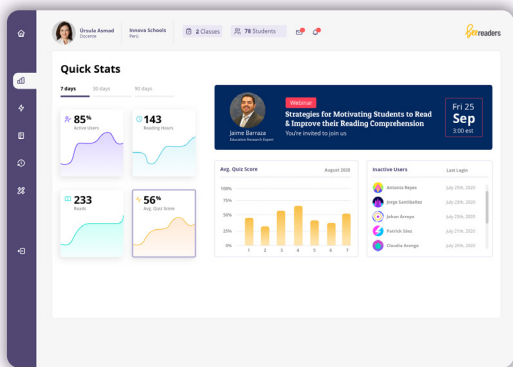 Úrsula Asmad
Docente
Innova Schools
Perú
2 Classes
78 Students
Beereaders
Quick Stats
7 days
30 days
90 days
85%
Active Users
143
Reading Hours
233
Reads
56%
Avg. Quiz Score
Jaime Barraza
Education Research Expert
Webinar
Strategies for Motivating Students to Read
& Improve their Reading Comprehension
You're invited to join us
Fri 25
Sep
3:00 est
Avg. Quiz Score
August 2020
100%
75%
50%
25%
0%
1 2 3 4 5 6 7
Inactive Users
Last Login
Antonia Reyes
July 25th, 2020
Jorge Santibañez
July 25th, 2020
Johan Arroyo
July 25th, 2020
Patrick Sáez
July 21th, 2020
Claudia Arango
July 25th, 2020